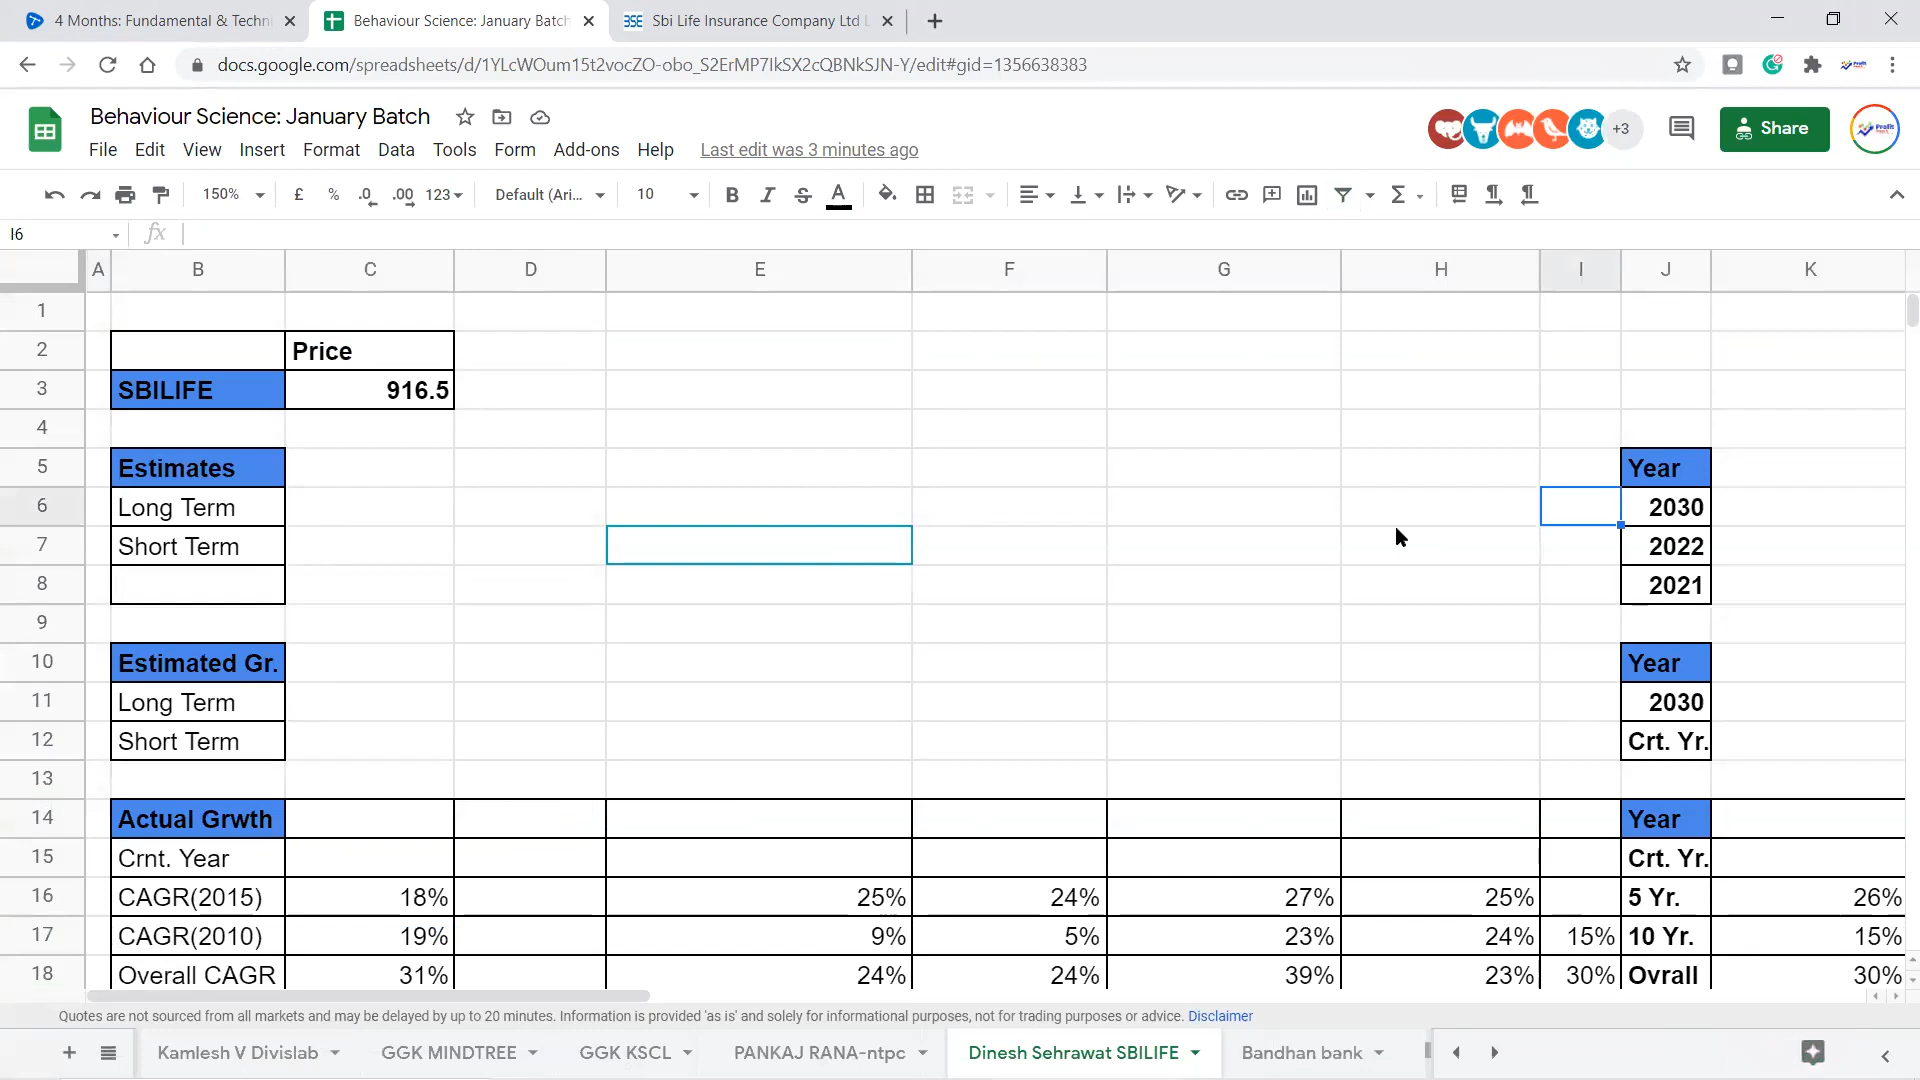 4 Months: Fundamental & Techni
Behaviour Science: January Batch
BSE Sbi Life Insurance Company Ltd L
docs.google.com/spreadsheets/d/1YLcWOum15t2vocZO-obo_S2ErMP7IkSX2cQBNkSJN-Y/edit#gid=1356638383
Behaviour Science: January Batch
+3
Share
File Edit View Insert Format Data Tools Form Add-ons Help Last edit was 3 minutes ago
150% £ % .0 .00 123 Default (Ari... 10 B I S A
I6 fx
A B C D E F G H I J K
1
2 Price
3 SBILIFE 916.5
4
5 Estimates Year
6 Long Term 2030
7 Short Term 2022
8 2021
9
10 Estimated Gr. Year
11 Long Term 2030
12 Short Term Crt. Yr.
13
14 Actual Grwth Year
15 Crnt. Year Crt. Yr.
16 CAGR(2015) 18% 25% 24% 27% 25% 5 Yr. 26%
17 CAGR(2010) 19% 9% 5% 23% 24% 15% 10 Yr. 15%
18 Overall CAGR 31% 24% 24% 39% 23% 30% Ovrall 30%
Quotes are not sourced from all markets and may be delayed by up to 20 minutes. Information is provided 'as is' and solely for informational purposes, not for trading purposes or advice. Disclaimer
Kamlesh V Divislab GGK MINDTREE GGK KSCL PANKAJ RANA-ntpc Dinesh Sehrawat SBILIFE Bandhan bank